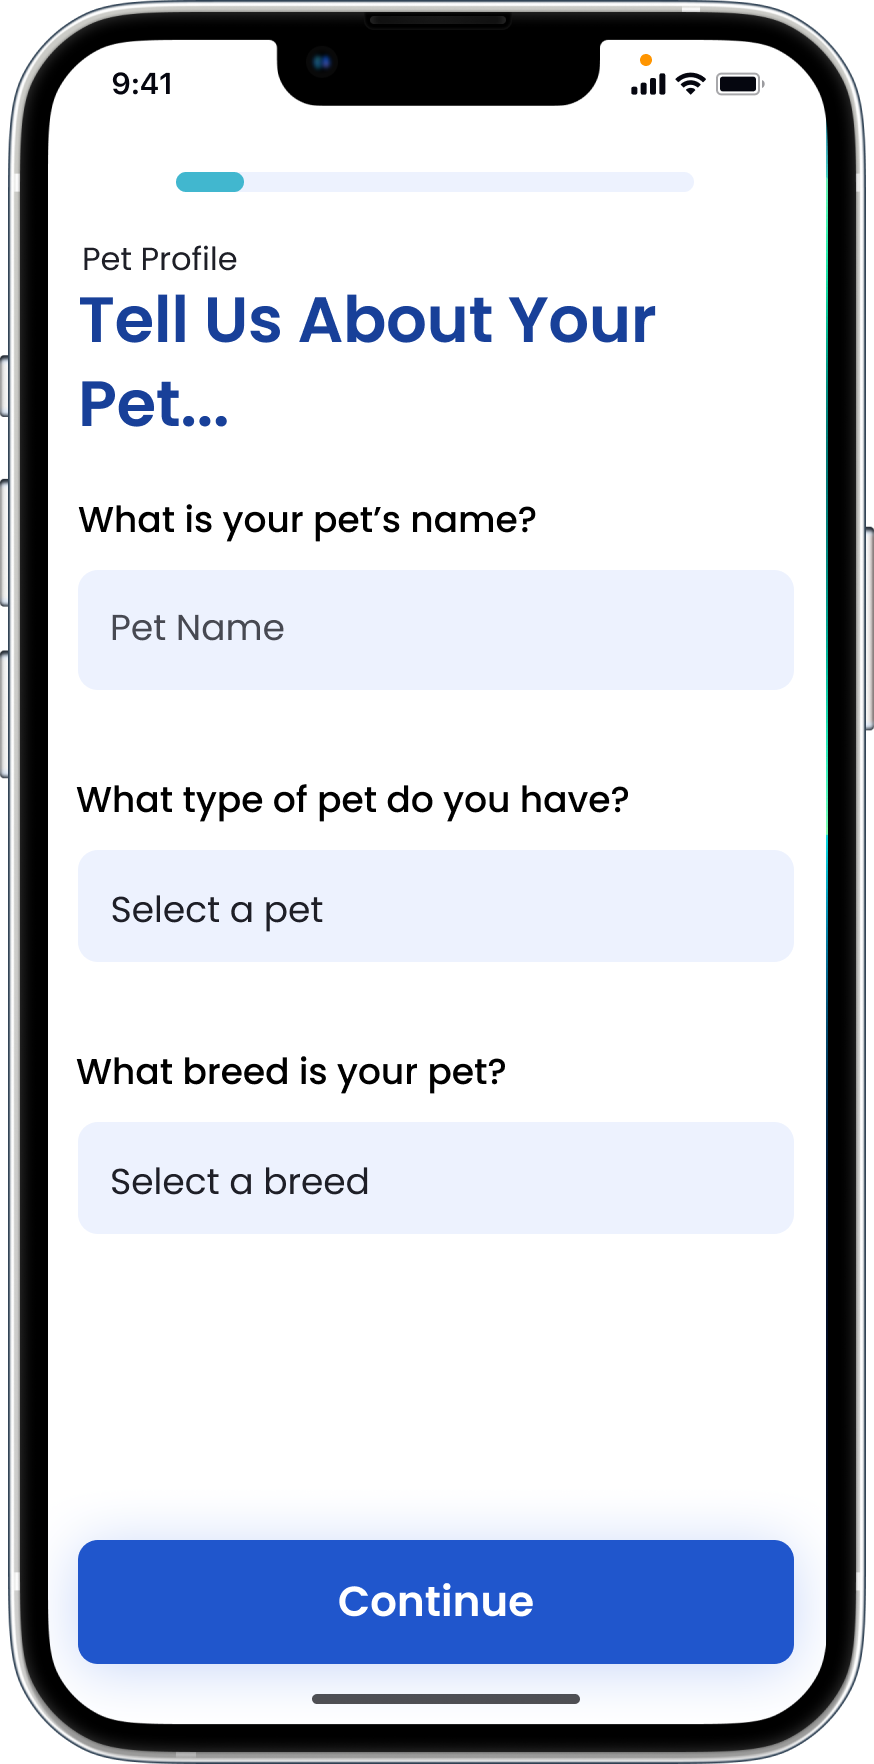 9:41
Pet Profile
Tell Us About Your
Pet...
What is your pet’s name?
Pet Name
What type of pet do you have?
Select a pet
What breed is your pet?
Select a breed
Continue